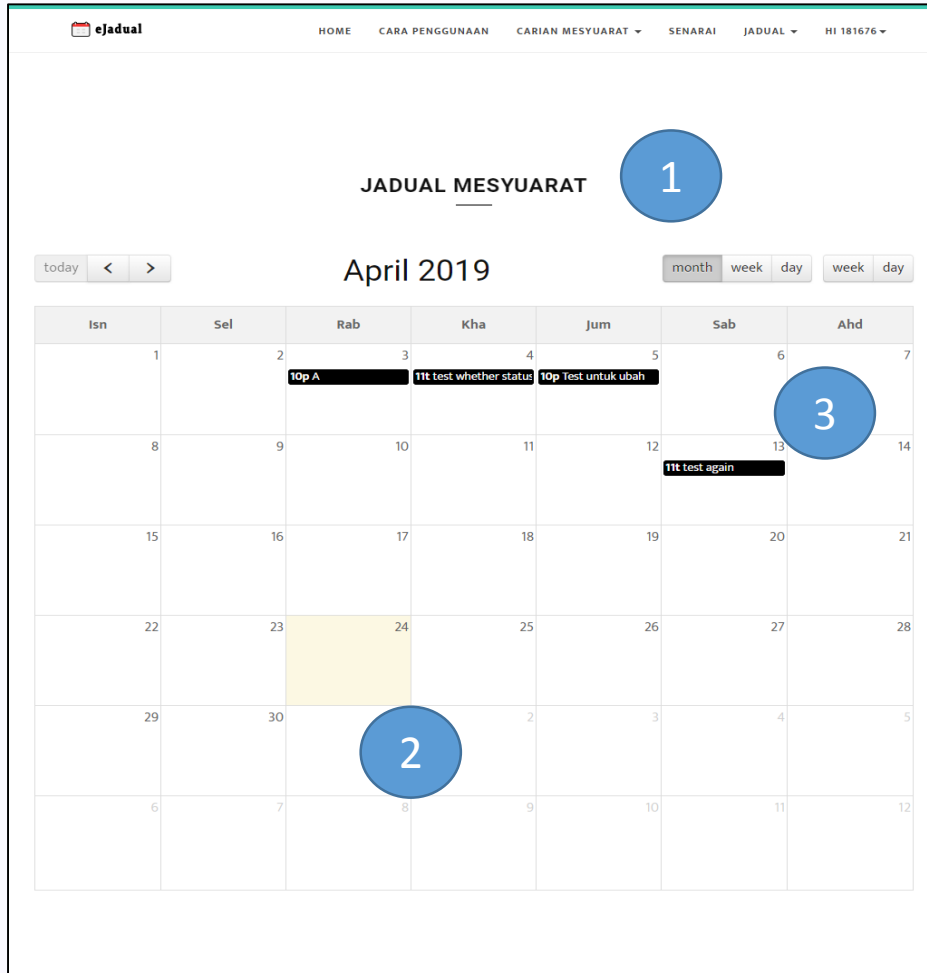 eJadual HOME CARA PENGGUNAAN CARIAN MESYUARAT SENARAI JADUAL HI 181676
1
JADUAL MESYUARAT
today < > April 2019 month week day week day
Isn Sel Rab Kha Jum Sab Ahd
1 2 3 4 5 6 7
10p A 11t test whether status 10p Test untuk ubah
3
8 9 10 11 12 13 14
11t test again
15 16 17 18 19 20 21
22 23 24 25 26 27 28
29 30 2 3 4 5
2
6 7 8 9 10 11 12